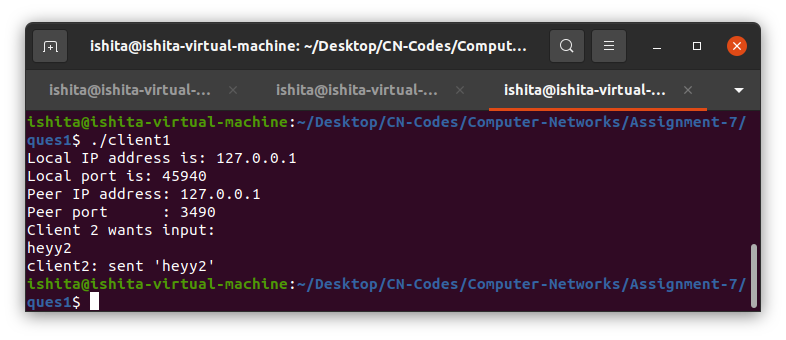 ishita@ishita-virtual-machine: ~/Desktop/CN-Codes/Comput...
ishita@ishita-virtual-... ishita@ishita-virtual-... ishita@ishita-virtual-...
ishita@ishita-virtual-machine:~/Desktop/CN-Codes/Computer-Networks/Assignment-7/
ques1$ ./client1
Local IP address is: 127.0.0.1
Local port is: 45940
Peer IP address: 127.0.0.1
Peer port      : 3490
Client 2 wants input:
heyy2
client2: sent 'heyy2'
ishita@ishita-virtual-machine:~/Desktop/CN-Codes/Computer-Networks/Assignment-7/
ques1$